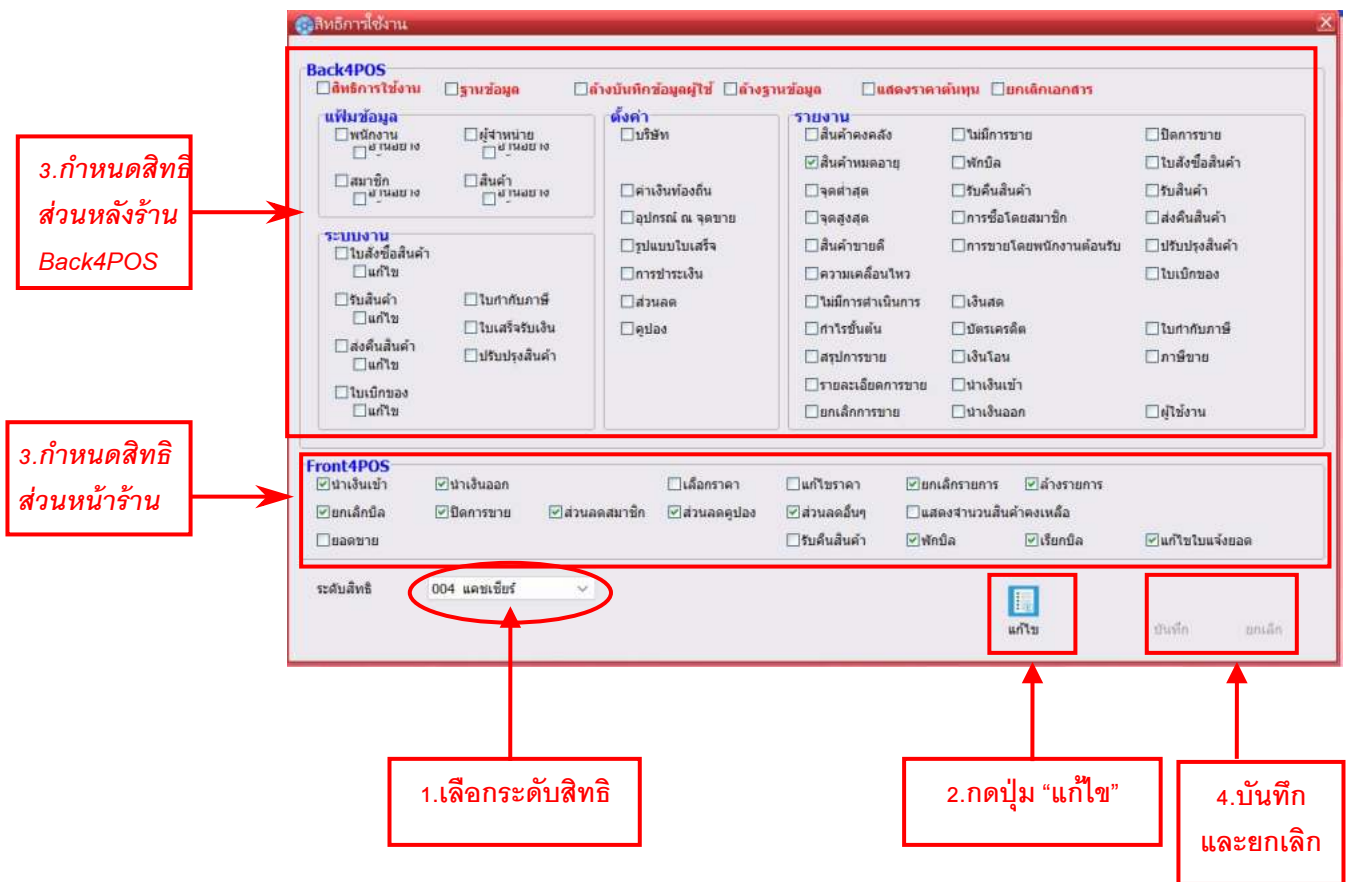 สิทธิการใช้งาน
Back4POS
สิทธิการใช้งาน ฐานข้อมูล ล้างบันทึกข้อมูลผู้ใช้ ล้างฐานข้อมูล แสดงราคาต้นทุน ยกเลิกเอกสาร
แฟ้มข้อมูล
พนักงาน ผู้จำหน่าย
สมาชิก สินค้า
ระบบงาน
ใบสั่งซื้อสินค้า
แก้ไข
รับสินค้า ใบกำกับภาษี
แก้ไข
ใบเสร็จรับเงิน
ส่งคืนสินค้า
แก้ไข
ปรับปรุงสินค้า
ใบเบิกของ
แก้ไข
ตั้งค่า
บริษัท
ค่าเงินท้องถิ่น
อุปกรณ์ ณ จุดขาย
รูปแบบใบเสร็จ
การชำระเงิน
ส่วนลด
คูปอง
รายงาน
สินค้าคงคลัง ไม่มีการขาย ปิดการขาย
สินค้าหมดอายุ พักบิล ใบสั่งซื้อสินค้า
จุดต่ำสุด รับคืนสินค้า รับสินค้า
จุดสูงสุด การซื้อโดยสมาชิก ส่งคืนสินค้า
สินค้าขายดี การขายโดยพนักงานต้อนรับ ปรับปรุงสินค้า
ความเคลื่อนไหว ใบเบิกของ
ไม่มีการดำเนินการ เงินสด
กำไรขั้นต้น บัตรเครดิต ใบกำกับภาษี
สรุปการขาย เงินโอน ภาษีขาย
รายละเอียดการขาย นำเงินเข้า
ยกเลิกการขาย นำเงินออก ผู้ใช้งาน
Front4POS
นำเงินเข้า นำเงินออก เลือกราคา แก้ไขราคา ยกเลิกรายการ ล้างรายการ
ยกเลิกบิล ปิดการขาย ส่วนลดสมาชิก ส่วนลดคูปอง ส่วนลดอื่นๆ แสดงจำนวนสินค้าคงเหลือ
ยอดขาย รับคืนสินค้า พักบิล เรียกบิล แก้ไขใบแจ้งยอด
ระดับสิทธิ 004 แคชเชียร์
แก้ไข บันทึก ยกเลิก
3.กำหนดสิทธิ
ส่วนหลังร้าน
Back4POS
3.กำหนดสิทธิ
ส่วนหน้าร้าน
1.เลือกระดับสิทธิ
2.กดปุ่ม “แก้ไข”
4.บันทึก
และยกเลิก